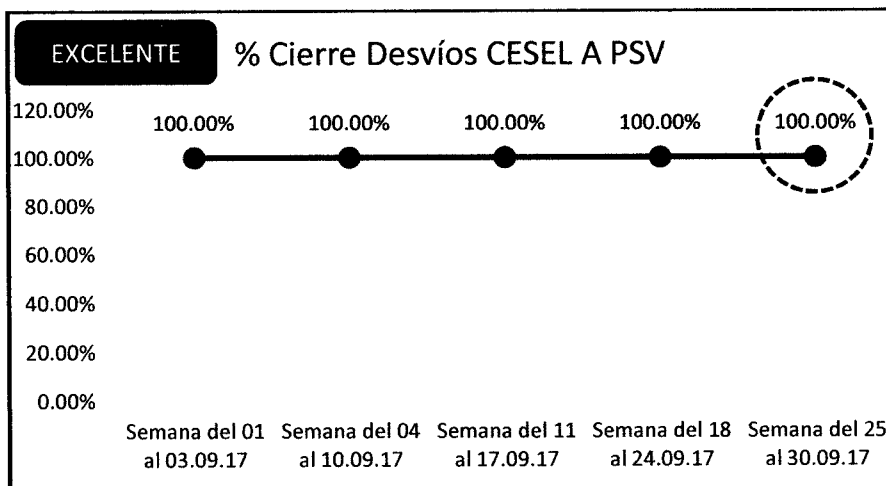 EXCELENTE % Cierre Desvíos CESEL A PSV
120.00%
100.00% 100.00% 100.00% 100.00% 100.00%
100.00%
80.00%
60.00%
40.00%
20.00%
0.00%
Semana del 01 Semana del 04 Semana del 11 Semana del 18 Semana del 25
al 03.09.17 al 10.09.17 al 17.09.17 al 24.09.17 al 30.09.17